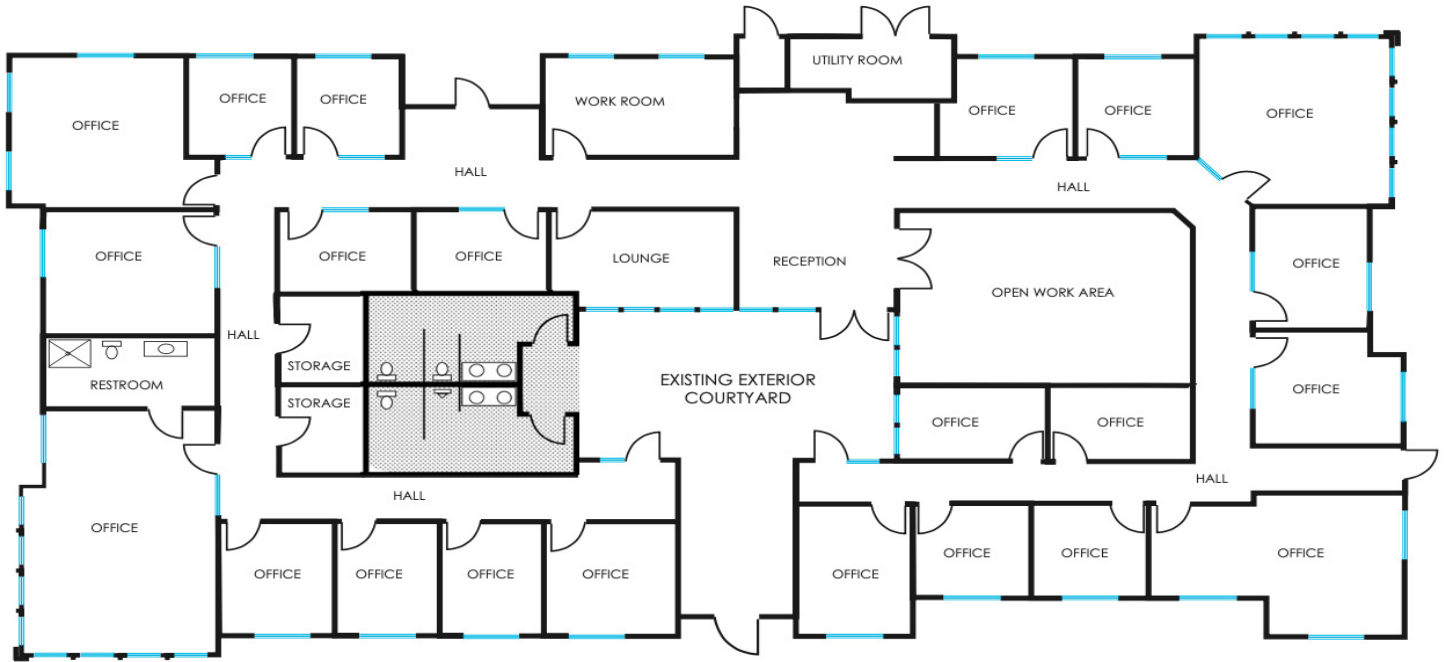 UTILITY ROOM
OFFICE
OFFICE
WORK ROOM
OFFICE
OFFICE
OFFICE
OFFICE
HALL
HALL
OFFICE
OFFICE
OFFICE
LOUNGE
RECEPTION
OFFICE
OPEN WORK AREA
HALL
STORAGE
RESTROOM
EXISTING EXTERIOR
COURTYARD
OFFICE
STORAGE
OFFICE
OFFICE
HALL
HALL
OFFICE
OFFICE
OFFICE
OFFICE
OFFICE
OFFICE
OFFICE
OFFICE
OFFICE